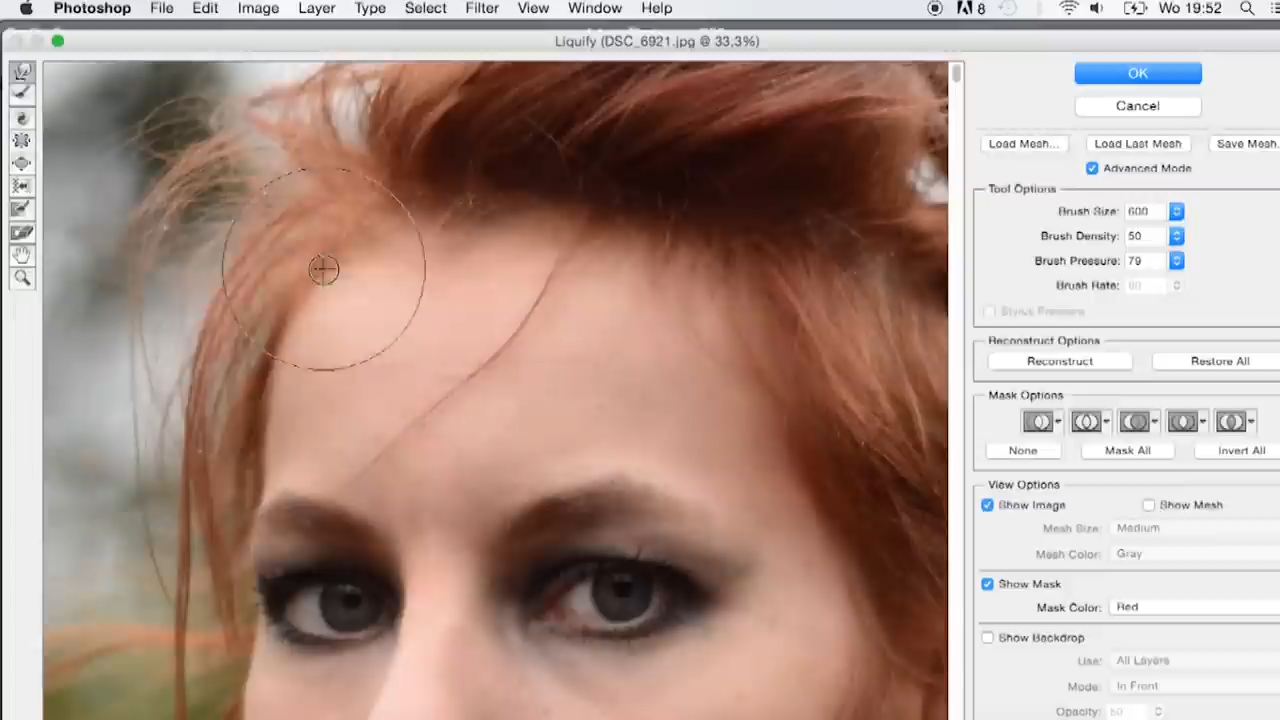 Photoshop File Edit Image Layer Type Select Filter View Window Help 8 Wo 19:52
Liquify (DSC_6921.jpg @ 33,3%)
OK
Cancel
Load Mesh... Load Last Mesh Save Mesh.
Advanced Mode
Tool Options
Brush Size: 600
Brush Density: 50
Brush Pressure: 79
Brush Rate: 80
Stylus Pressure
Reconstruct Options
Reconstruct Restore All
Mask Options
None Mask All Invert All
View Options
Show Image Show Mesh
Mesh Size: Medium
Mesh Color: Gray
Show Mask
Mask Color: Red
Show Backdrop
Use: All Layers
Mode: In Front
Opacity: 50